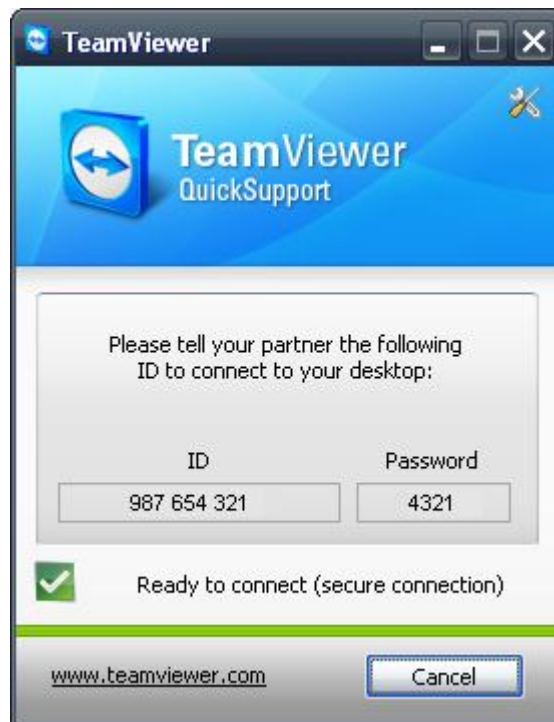 TeamViewer
TeamViewer
QuickSupport
Please tell your partner the following
ID to connect to your desktop:
ID Password
987 654 321 4321
Ready to connect (secure connection)
www.teamviewer.com Cancel